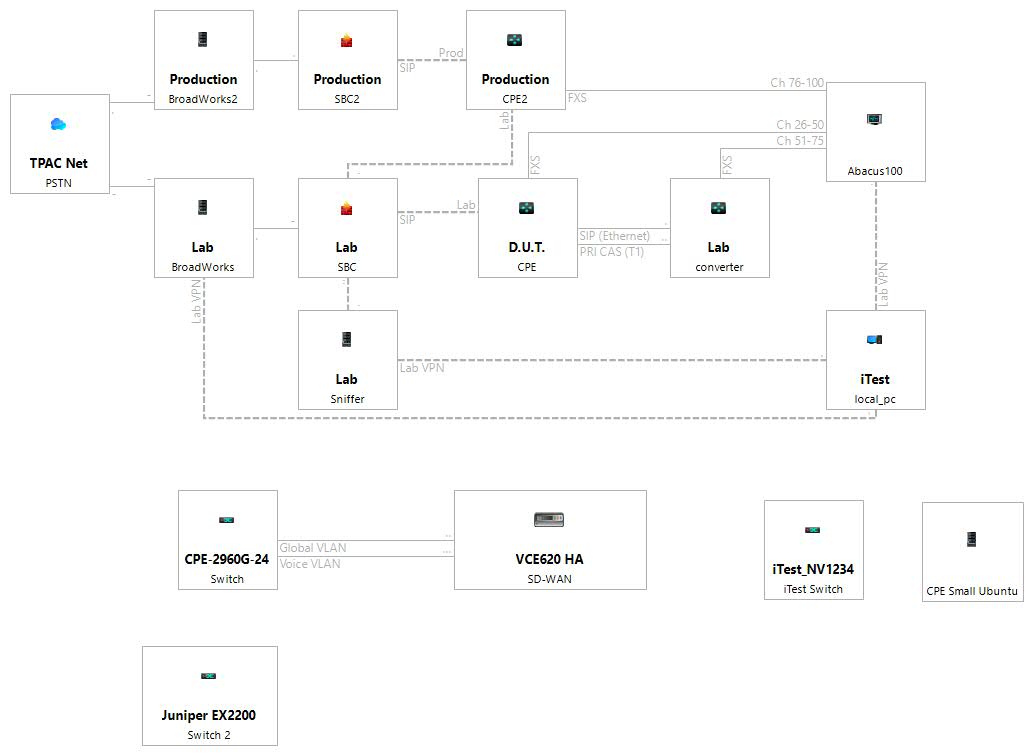 Production
BroadWorks2
Production
SBC2
Prod
SIP
Production
CPE2
FXS
Lab
Ch 76-100
Ch 26-50
Ch 51-75
Abacus100
TPAC Net
PSTN
Lab
BroadWorks
Lab
SBC
Lab
SIP
FXS
D.U.T.
CPE
SIP (Ethernet)
PRI CAS (T1)
FXS
Lab
converter
Lab VPN
Lab VPN
Lab
Sniffer
Lab VPN
iTest
local_pc
CPE-2960G-24
Switch
Global VLAN
Voice VLAN
...
...
VCE620 HA
SD-WAN
iTest_NV1234
iTest Switch
CPE Small Ubuntu
Juniper EX2200
Switch 2